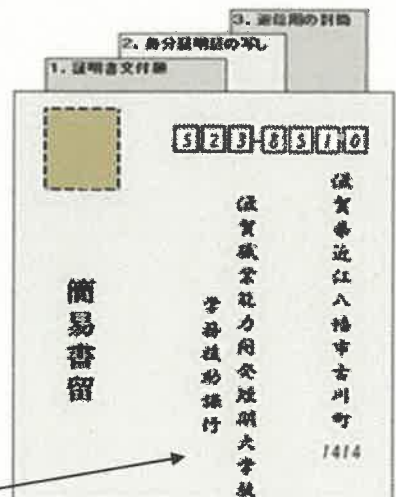 3. 返信用の封筒
2. 身分証明証の写し
1. 証明書交付願
523-8510
滋賀県近江八幡市古川町 1414
滋賀職業能力開発短期大学校
学務援助課行
簡易書留